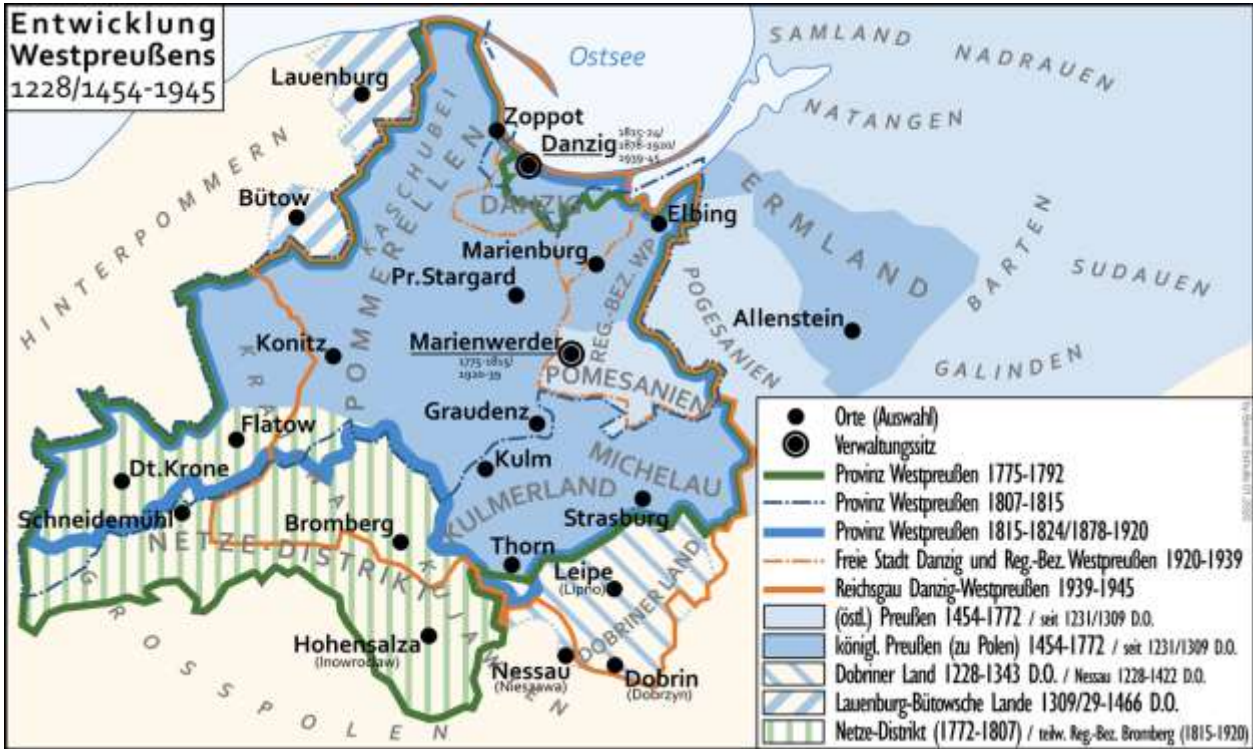 Entwicklung
Westpreußens
1228/1454-1945
Ostsee
SAMLAND
NADRAUEN
NATANGEN
ERMLAND
BARTEN
SUDAUEN
GALINDEN
POGESANIEN
HINTERPOMMERN
Lauenburg
Bütow
KASCHUBEI
POMMERELLEN
Zoppot
Danzig
1815-24/
1878-1920/
1939-45
DANZIG
Elbing
Marienburg
Pr.Stargard
REG.-BEZ. WP
Allenstein
Marienwerder
1775-1815/
1920-39
POMESANIEN
Konitz
KRAJNA
Graudenz
Flatow
Dt.Krone
Kulm
MICHELAU
KULMERLAND
Strasburg
Schneidemühl
Bromberg
NETZE-DISTRIKT
Thorn
Leipe
(Lipno)
DOBRINERLAND
KUJAWEN
Hohensalza
(Inowrocław)
Nessau
(Nieszawa)
Dobrin
(Dobrzyn)
GROSSPOLEN
Orte (Auswahl)
Verwaltungssitz
Provinz Westpreußen 1775-1792
Provinz Westpreußen 1807-1815
Provinz Westpreußen 1815-1824/1878-1920
Freie Stadt Danzig und Reg.-Bez. Westpreußen 1920-1939
Reichsgau Danzig-Westpreußen 1939-1945
(östl.) Preußen 1454-1772 / seit 1231/1309 D.O.
königl. Preußen (zu Polen) 1454-1772 / seit 1231/1309 D.O.
Dobriner Land 1228-1343 D.O. / Nessau 1228-1422 D.O.
Lauenburg-Bütowsche Lande 1309/29-1466 D.O.
Netze-Distrikt (1772-1807) / teilw. Reg.-Bez. Bromberg (1815-1920)